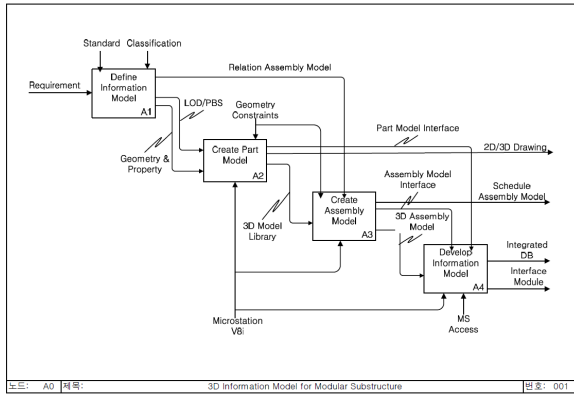 Standard Classification
Requirement
Define
Information
Model
A1
Relation Assembly Model
LOD/PBS
Geometry
Constraints
Part Model Interface
2D/3D Drawing
Geometry &
Property
Create Part
Model
A2
Assembly Model
Interface
Schedule
Assembly Model
3D Model
Library
Create
Assembly
Model
A3
3D Assembly
Model
Develop
Information
Model
A4
Integrated
DB
Interface
Module
Microstation
V8i
MS
Access
노드: A0 제목: 3D Information Model for Modular Substructure 번호: 001